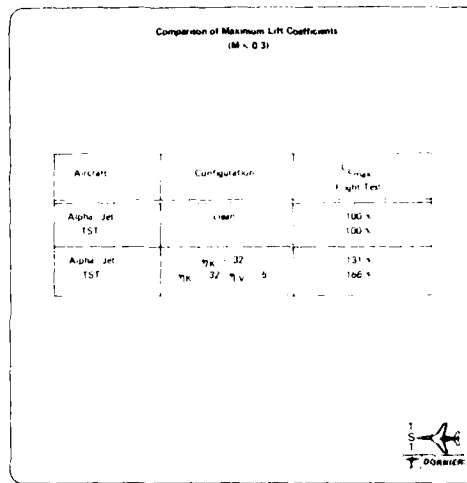 Comparison of Maximum Lift Coefficients
(M < 0.3)
Aircraft Configuration CLmax
Flight Test
Alpha Jet clean 100 %
TST 100 %
Alpha Jet ηK 32 131 %
TST ηK 32 ηV 5 166 %
T
S
T
DORNIER